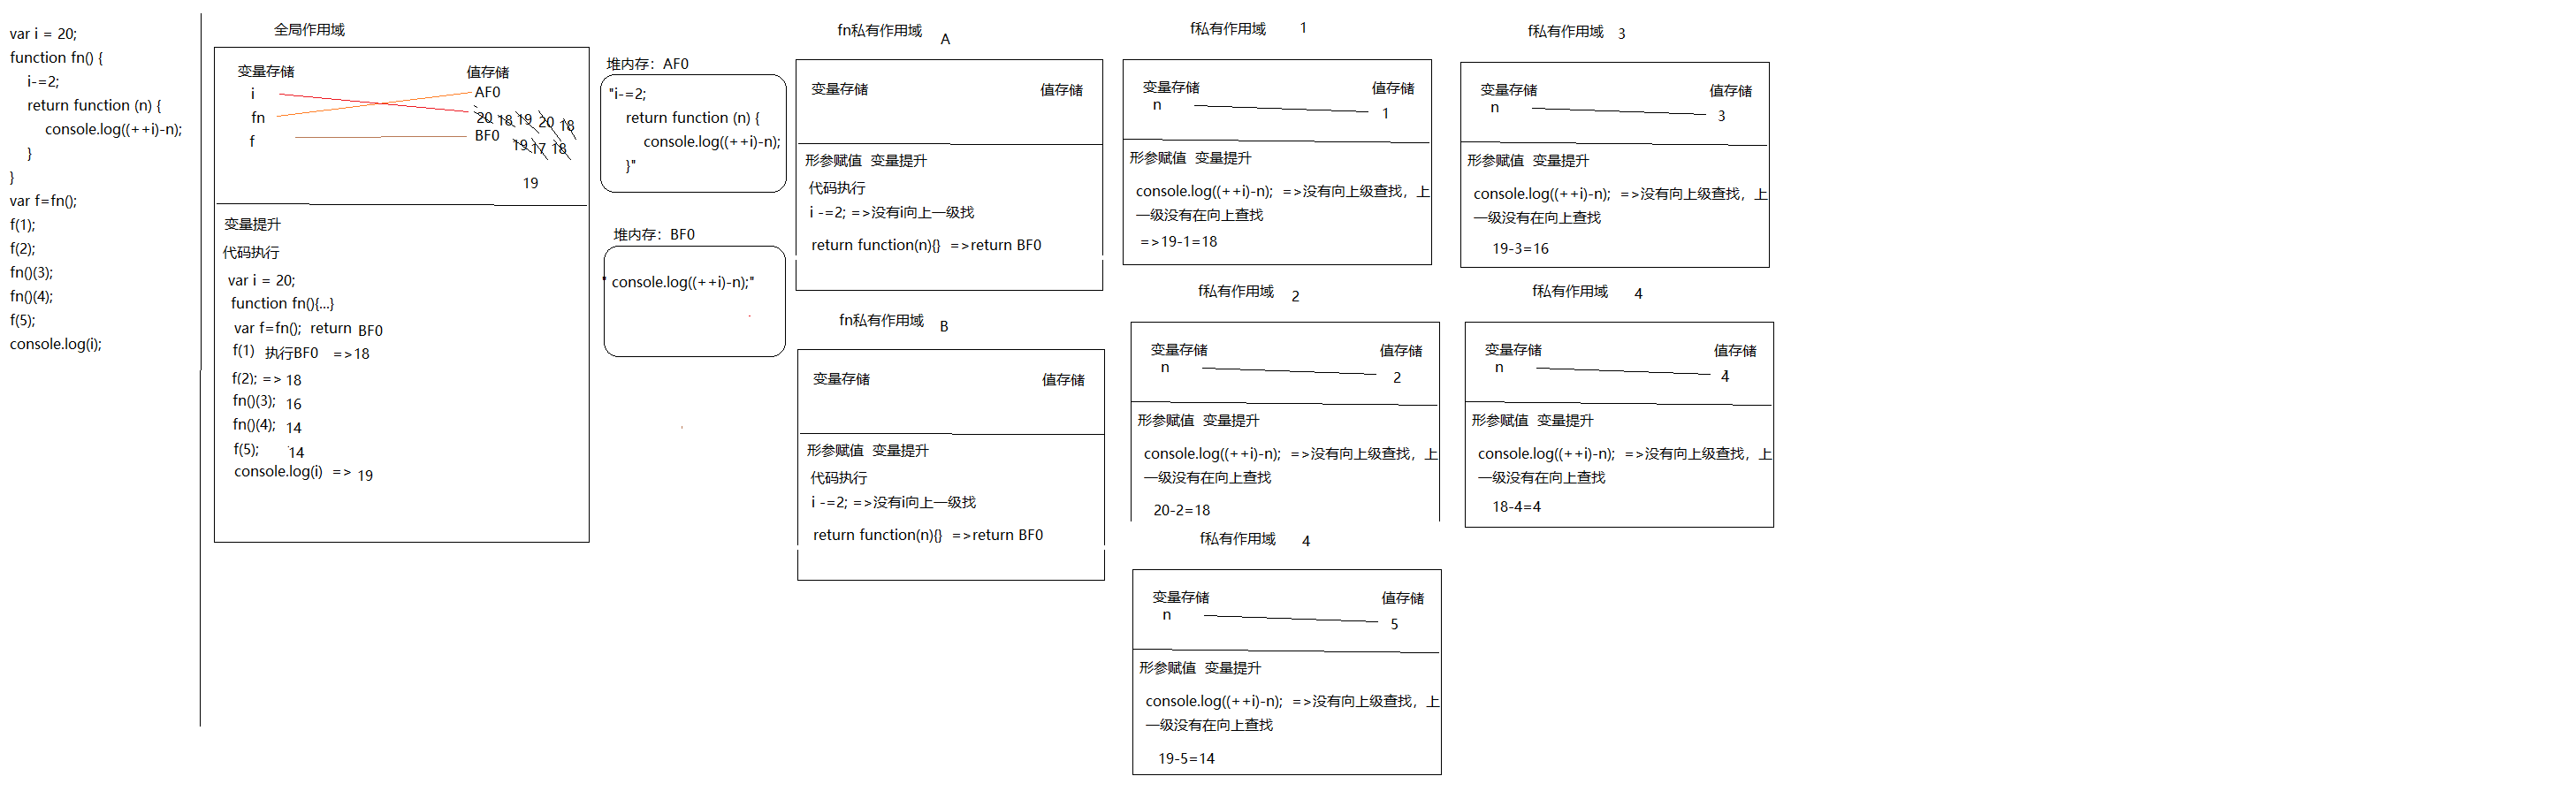 var i = 20;
function fn() {
i-=2;
return function (n) {
console.log((++i)-n);
}
}
var f=fn();
f(1);
f(2);
fn()(3);
fn()(4);
f(5);
console.log(i);
全局作用域
变量存储 值存储
i AF0
fn 20 18 19 20 18
f BF0 19 17 18
19
变量提升
代码执行
var i = 20;
function fn(){...}
var f=fn(); return BF0
f(1) 执行BF0 =>18
f(2); => 18
fn()(3); 16
fn()(4); 14
f(5); 14
console.log(i) => 19
堆内存：AF0
"i-=2;
return function (n) {
console.log((++i)-n);
}"
堆内存：BF0
" console.log((++i)-n);"
fn私有作用域 A
变量存储 值存储
形参赋值 变量提升
代码执行
i -=2; =>没有i向上一级找
return function(n){} =>return BF0
fn私有作用域 B
变量存储 值存储
形参赋值 变量提升
代码执行
i -=2; =>没有i向上一级找
return function(n){} =>return BF0
f私有作用域 1
变量存储 值存储
n 1
形参赋值 变量提升
console.log((++i)-n); =>没有向上级查找，上
一级没有在向上查找
=>19-1=18
f私有作用域 2
变量存储 值存储
n 2
形参赋值 变量提升
console.log((++i)-n); =>没有向上级查找，上
一级没有在向上查找
20-2=18
f私有作用域 4
变量存储 值存储
n 5
形参赋值 变量提升
console.log((++i)-n); =>没有向上级查找，上
一级没有在向上查找
19-5=14
f私有作用域 3
变量存储 值存储
n 3
形参赋值 变量提升
console.log((++i)-n); =>没有向上级查找，上
一级没有在向上查找
19-3=16
f私有作用域 4
变量存储 值存储
n 4
形参赋值 变量提升
console.log((++i)-n); =>没有向上级查找，上
一级没有在向上查找
18-4=4